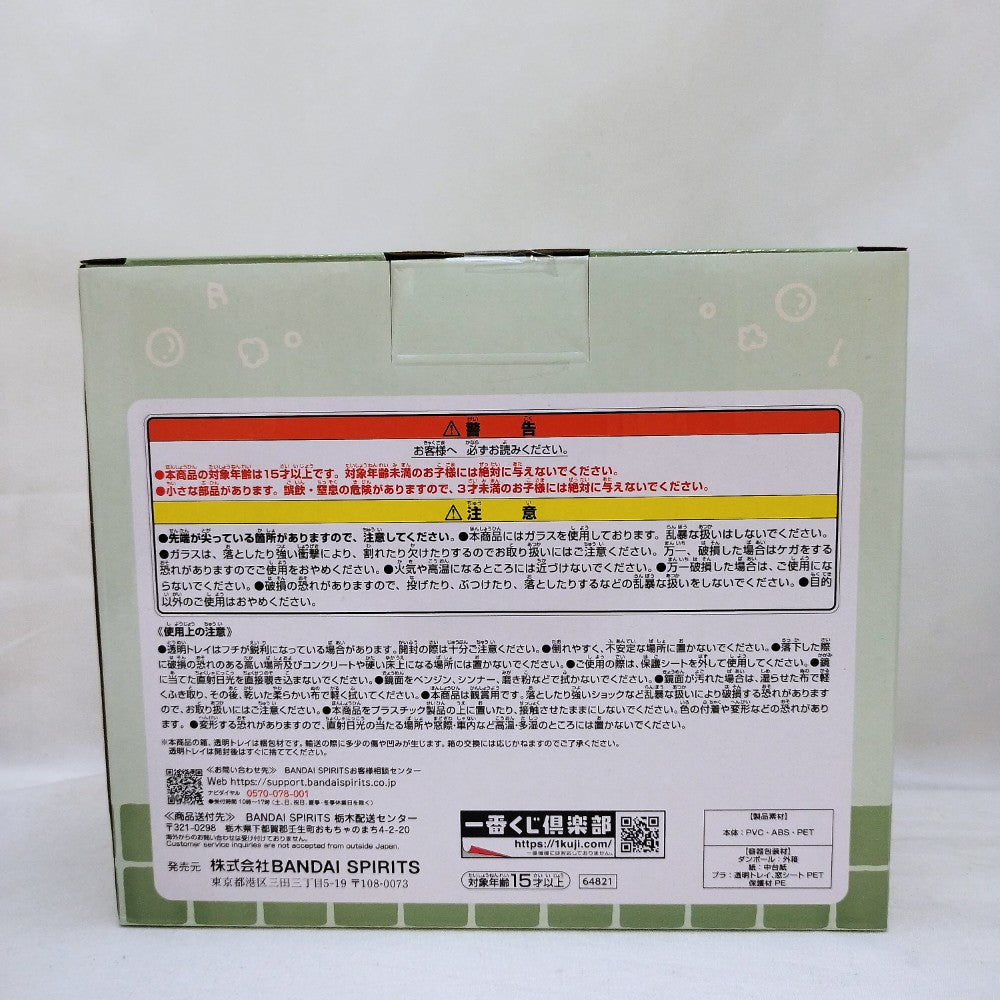 ⚠警告
お客様へ 必ずお読みください。
●本商品の対象年齢は15才以上です。対象年齢未満のお子様には絶対に与えないでください。
●小さな部品があります。誤飲・窒息の危険がありますので、3才未満のお子様には絶対に与えないでください。
⚠注意
●先端が尖っている箇所がありますので、注意してください。●本商品にはガラスを使用しております。乱暴な扱いはしないでください。
●ガラスは、落としたり強い衝撃により、割れたり欠けたりするのでお取り扱いにはご注意ください。万一、破損した場合はケガをする
恐れがありますのでご使用をおやめください。●火気や高温になるところには近づけないでください。●万一破損した場合は、ご使用にな
らないでください。●破損の恐れがありますので、投げたり、ぶつけたり、落としたりするなどの乱暴な扱いをしないでください。●目的
以外のご使用はおやめください。
《使用上の注意》
●透明トレイはフチが鋭利になっている場合があります。開封の際は十分ご注意ください。●倒れやすく、不安定な場所に置かないでください。●落下した際
に破損の恐れのある高い場所及びコンクリートや硬い床上になる場所には置かないでください。●ご使用の際は、保護シートを外して使用してください。●鏡
に当てた直射日光を直接覗き込まないでください。●鏡面をベンジン、シンナー、磨き粉などで拭かないでください。●鏡面が汚れた場合は、湿らせた布で軽
くふき取り、その後、乾いた柔らかい布で軽く拭いてください。●本商品は観賞用です。落としたり強いショックなど乱暴な扱いにより破損する恐れがあります
ので、お取り扱いにはご注意ください。●本商品をプラスチック製品の上に置いたり、接触させたままにしないでください。色の付着や変形などの恐れがあり
ます。●変形する恐れがありますので、直射日光の当たる場所や窓際・車内など高温・多湿のところには置かないでください。
※本商品の箱、透明トレイは梱包材です。輸送の際に多少の傷や凹みが生じます。箱の交換には応じかねますのでご了承ください。
透明トレイは開封後はすぐに捨ててください。
≪お問い合わせ先≫ BANDAI SPIRITSお客様相談センター
Web https://support.bandaispirits.co.jp
ナビダイヤル 0570-078-001
●受付時間 10時〜17時(土、日、祝日、夏季・冬季休業日を除く)
≪商品送付先≫ BANDAI SPIRITS 栃木配送センター
〒321-0298 栃木県下都賀郡壬生町おもちゃのまち4-2-20
海外からのお問い合わせは受け付けておりません。
Customer service inquiries are not accepted from outside Japan.
発売元 株式会社BANDAI SPIRITS
東京都港区三田三丁目5-19 〒108-0073
一番くじ倶楽部
https://1kuji.com/
対象年齢15才以上
64821
【製品素材】
本体:PVC・ABS・PET
【容器包装材】
ダンボール:外箱
紙:中台紙
プラ:透明トレイ、窓シート PET
保護材 PE